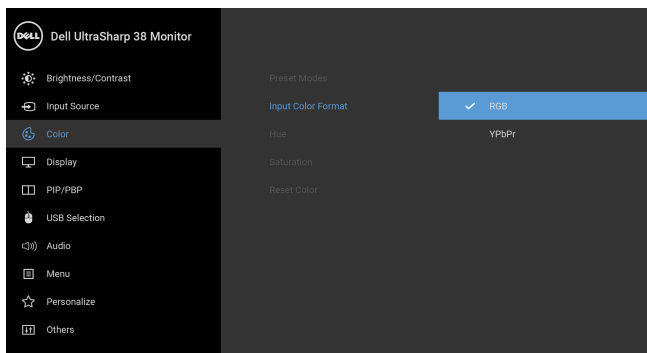 DELL Dell UltraSharp 38 Monitor
Brightness/Contrast
Preset Modes
Input Source
Input Color Format
RGB
Color
Hue
YPbPr
Display
Saturation
PIP/PBP
Reset Color
USB Selection
Audio
Menu
Personalize
Others